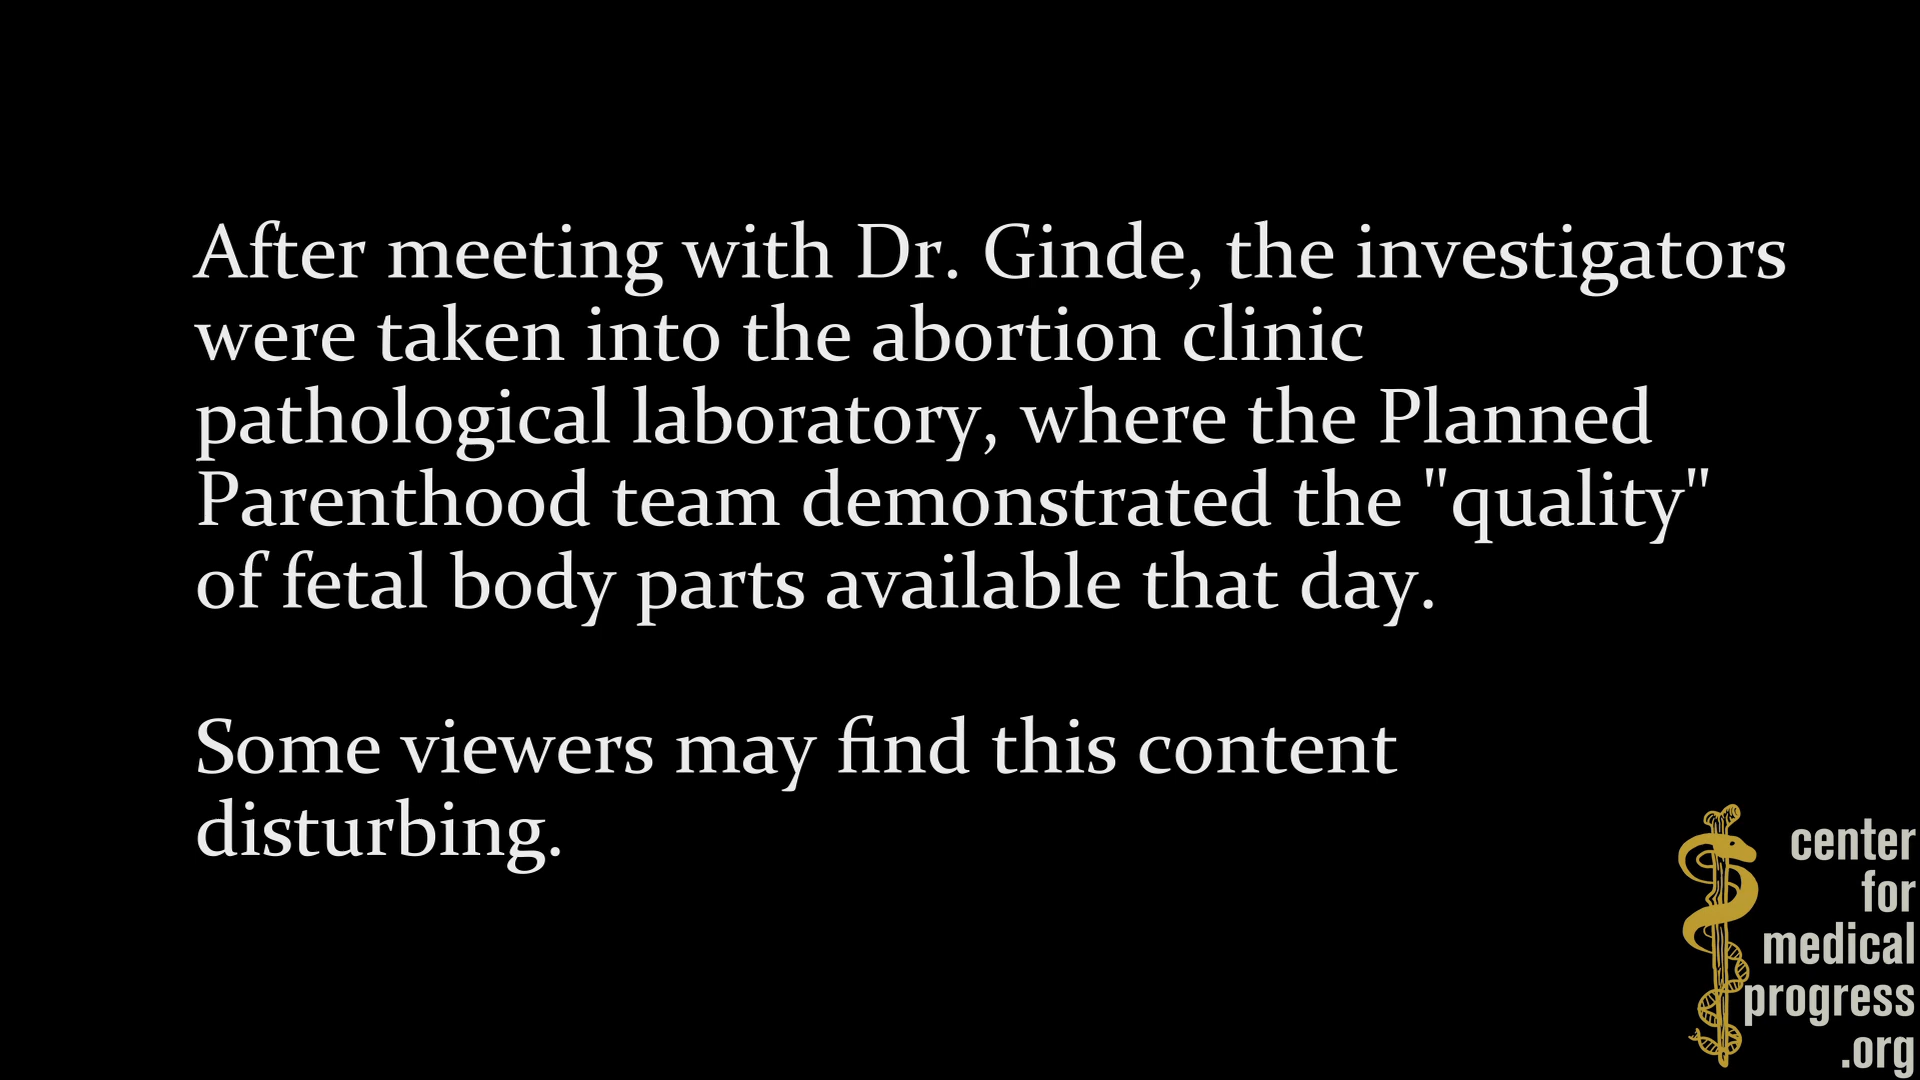 After meeting with Dr. Ginde, the investigators
were taken into the abortion clinic
pathological laboratory, where the Planned
Parenthood team demonstrated the "quality"
of fetal body parts available that day.
Some viewers may find this content
disturbing.
center
for
medical
progress
.org